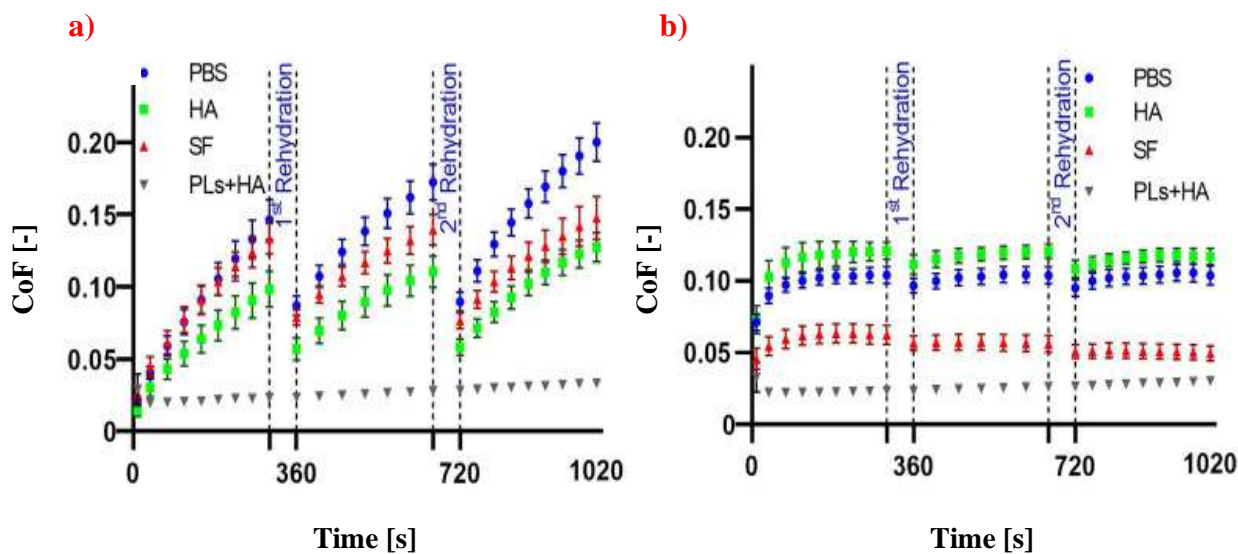 a)
PBS
HA
SF
PLs+HA
1st Rehydration
2nd Rehydration
0.20
0.15
0.10
0.05
0
CoF [-]
0
360
720
1020
Time [s]
b)
PBS
HA
SF
PLs+HA
1st Rehydration
2nd Rehydration
0.20
0.15
0.10
0.05
0
CoF [-]
0
360
720
1020
Time [s]